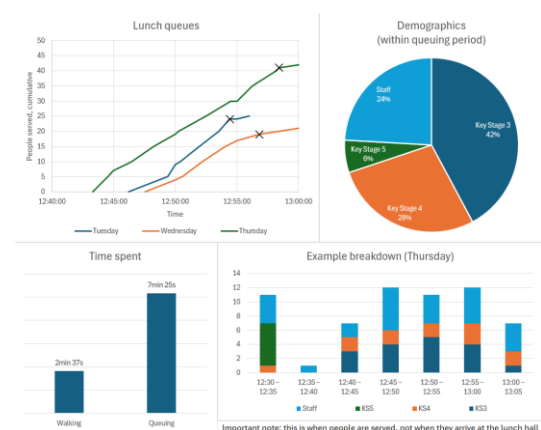 Lunch queues
50
45
40
35
30
25
20
15
10
5
0
People served, cumulative
12:40:00
12:45:00
12:50:00
12:55:00
13:00:00
Time
Tuesday
Wednesday
Thursday
Demographics
(within queuing period)
Staff
24%
Key Stage 3
42%
Key Stage 5
6%
Key Stage 4
28%
Time spent
7min 25s
2min 37s
Walking
Queuing
Example breakdown (Thursday)
14
12
10
8
6
4
2
0
12:30 –
12:35
12:35 –
12:40
12:40 –
12:45
12:45 –
12:50
12:50 –
12:55
12:55 –
13:00
13:00 –
13:05
Staff
KS5
KS4
KS3
Important note: this is when people are served, not when they arrive at the lunch hall